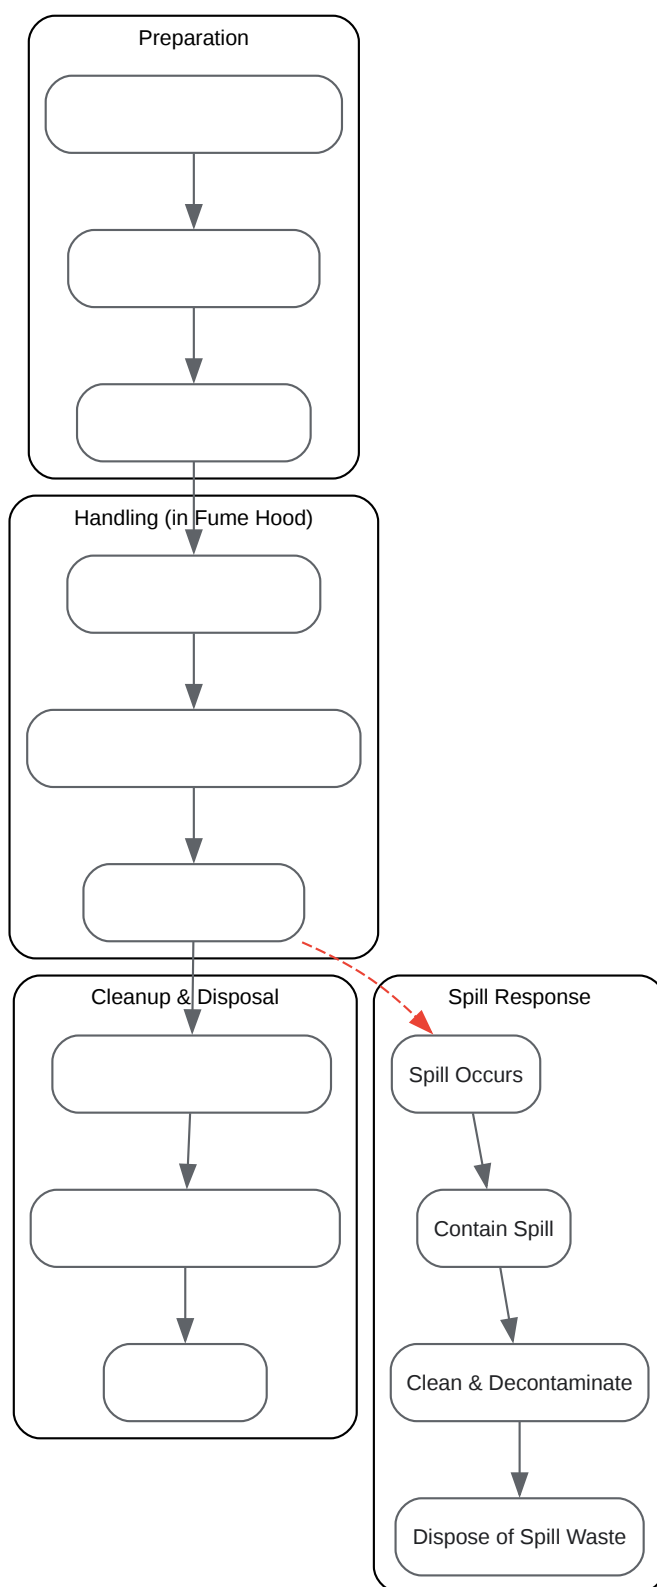 Preparation
Handling (in Fume Hood)
Cleanup & Disposal
Spill Response
Spill Occurs
Contain Spill
Clean & Decontaminate
Dispose of Spill Waste